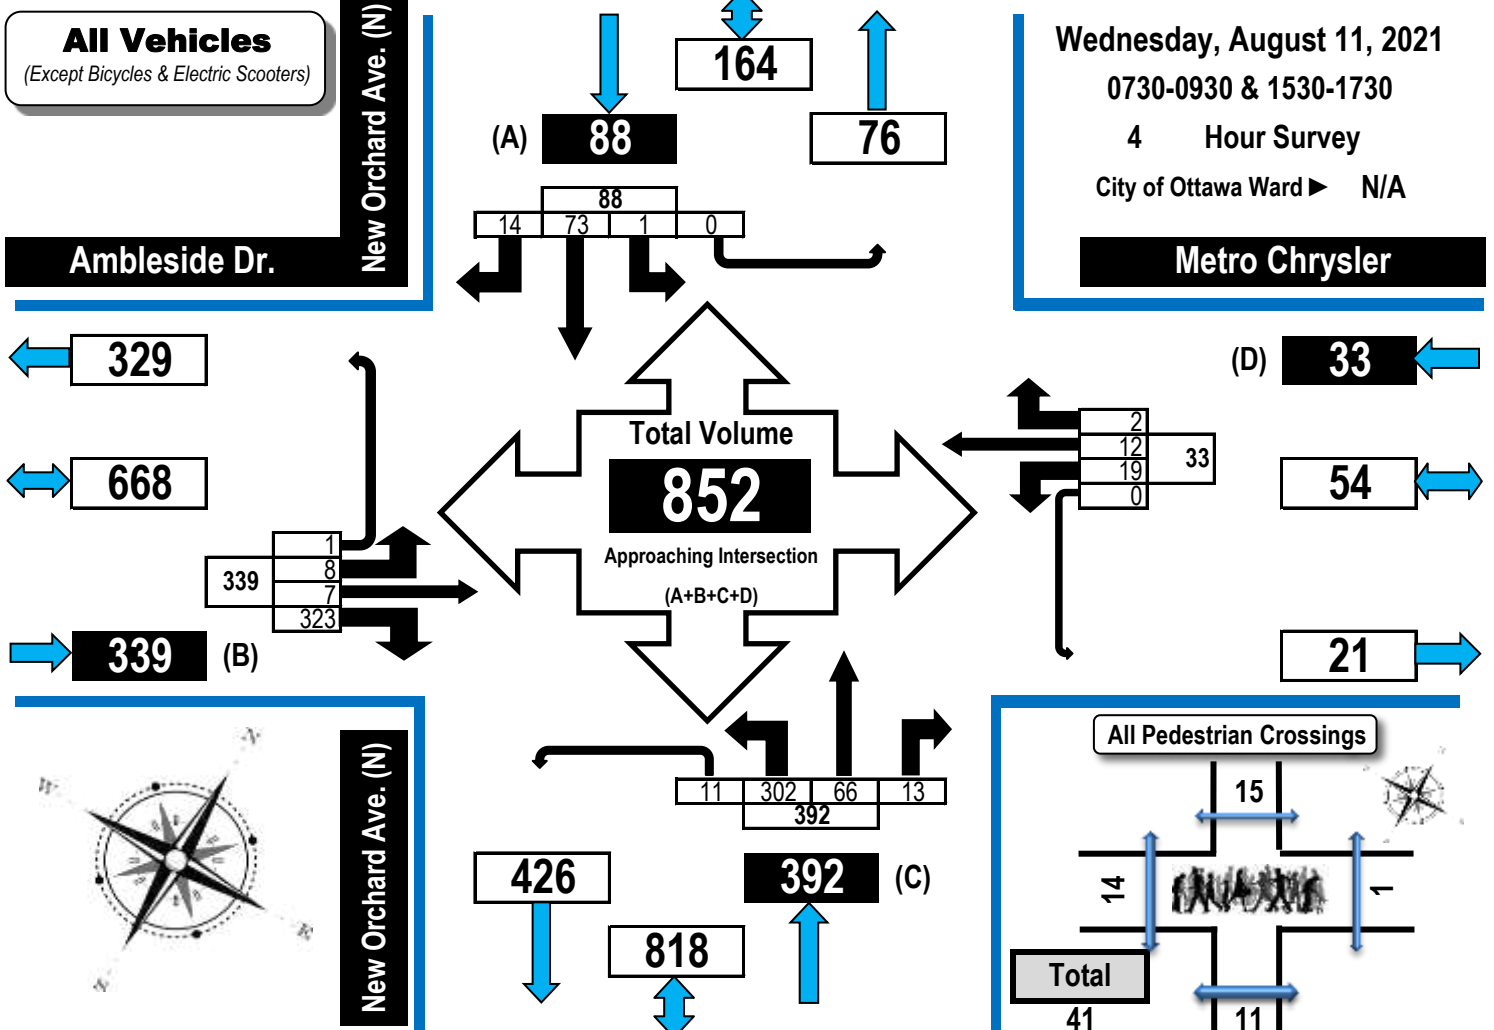 All Vehicles
(Except Bicycles & Electric Scooters)
New Orchard Ave. (N)
Ambleside Dr.
164
(A)
88
76
88
14 73 1 0
Wednesday, August 11, 2021
0730-0930 & 1530-1730
4 Hour Survey
City of Ottawa Ward ► N/A
Metro Chrysler
329
668
1
8
7
323
339
339
(B)
Total Volume
852
Approaching Intersection
(A+B+C+D)
(D)
33
2
12
19
0
33
54
21
11 302 66 13
392
426
392
(C)
818
N
W
E
S
New Orchard Ave. (N)
All Pedestrian Crossings
15
14
1
Total
41
11